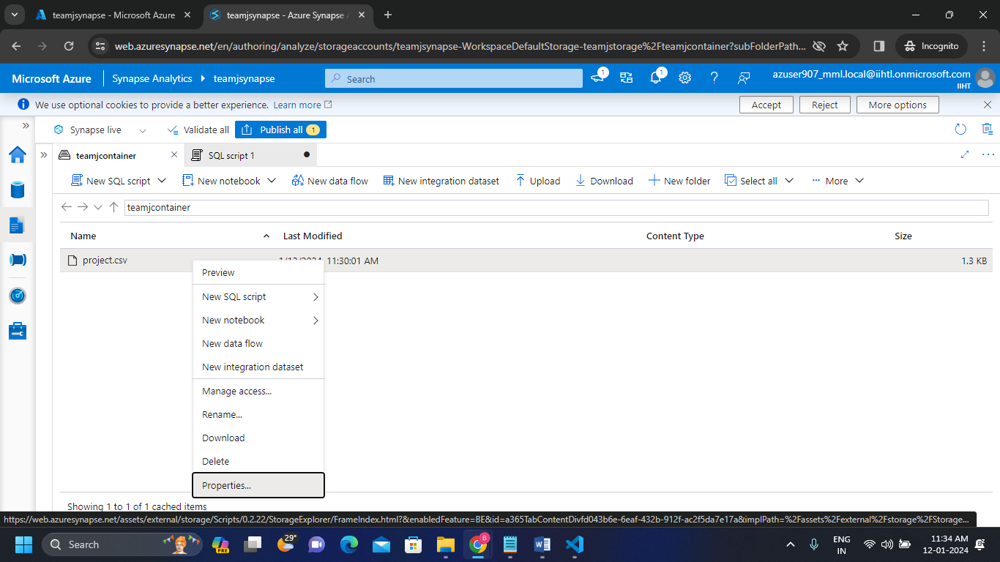 teamjsynapse - Microsoft Azure
teamjsynapse - Azure Synapse A
web.azuresynapse.net/en/authoring/analyze/storageaccounts/teamjsynapse-WorkspaceDefaultStorage-teamjstorage%2Fteamjcontainer?subFolderPath...
Incognito
Microsoft Azure
Synapse Analytics
teamjsynapse
Search
1
1
azuser907_mml.local@iihtl.onmicrosoft.com
IIHT
We use optional cookies to provide a better experience. Learn more
Accept
Reject
More options
Synapse live
Validate all
Publish all 1
teamjcontainer
SQL script 1
New SQL script
New notebook
New data flow
New integration dataset
Upload
Download
New folder
Select all
More
teamjcontainer
Name
Last Modified
Content Type
Size
project.csv
1/12/2024, 11:30:01 AM
1.3 KB
Preview
New SQL script
New notebook
New data flow
New integration dataset
Manage access...
Rename...
Download
Delete
Properties...
Showing 1 to 1 of 1 cached items
https://web.azuresynapse.net/assets/external/storage/Scripts/0.2.22/StorageExplorer/FrameIndex.html?&enabledFeature=BE&id=a365TabContentDivfd043b6e-6eaf-432b-912f-ac2f5da7e17a&implPath=%2Fassets%2Fexternal%2Fstorage%2FStorage...
Search
PRE
29°
8
ENG
IN
11:34 AM
12-01-2024